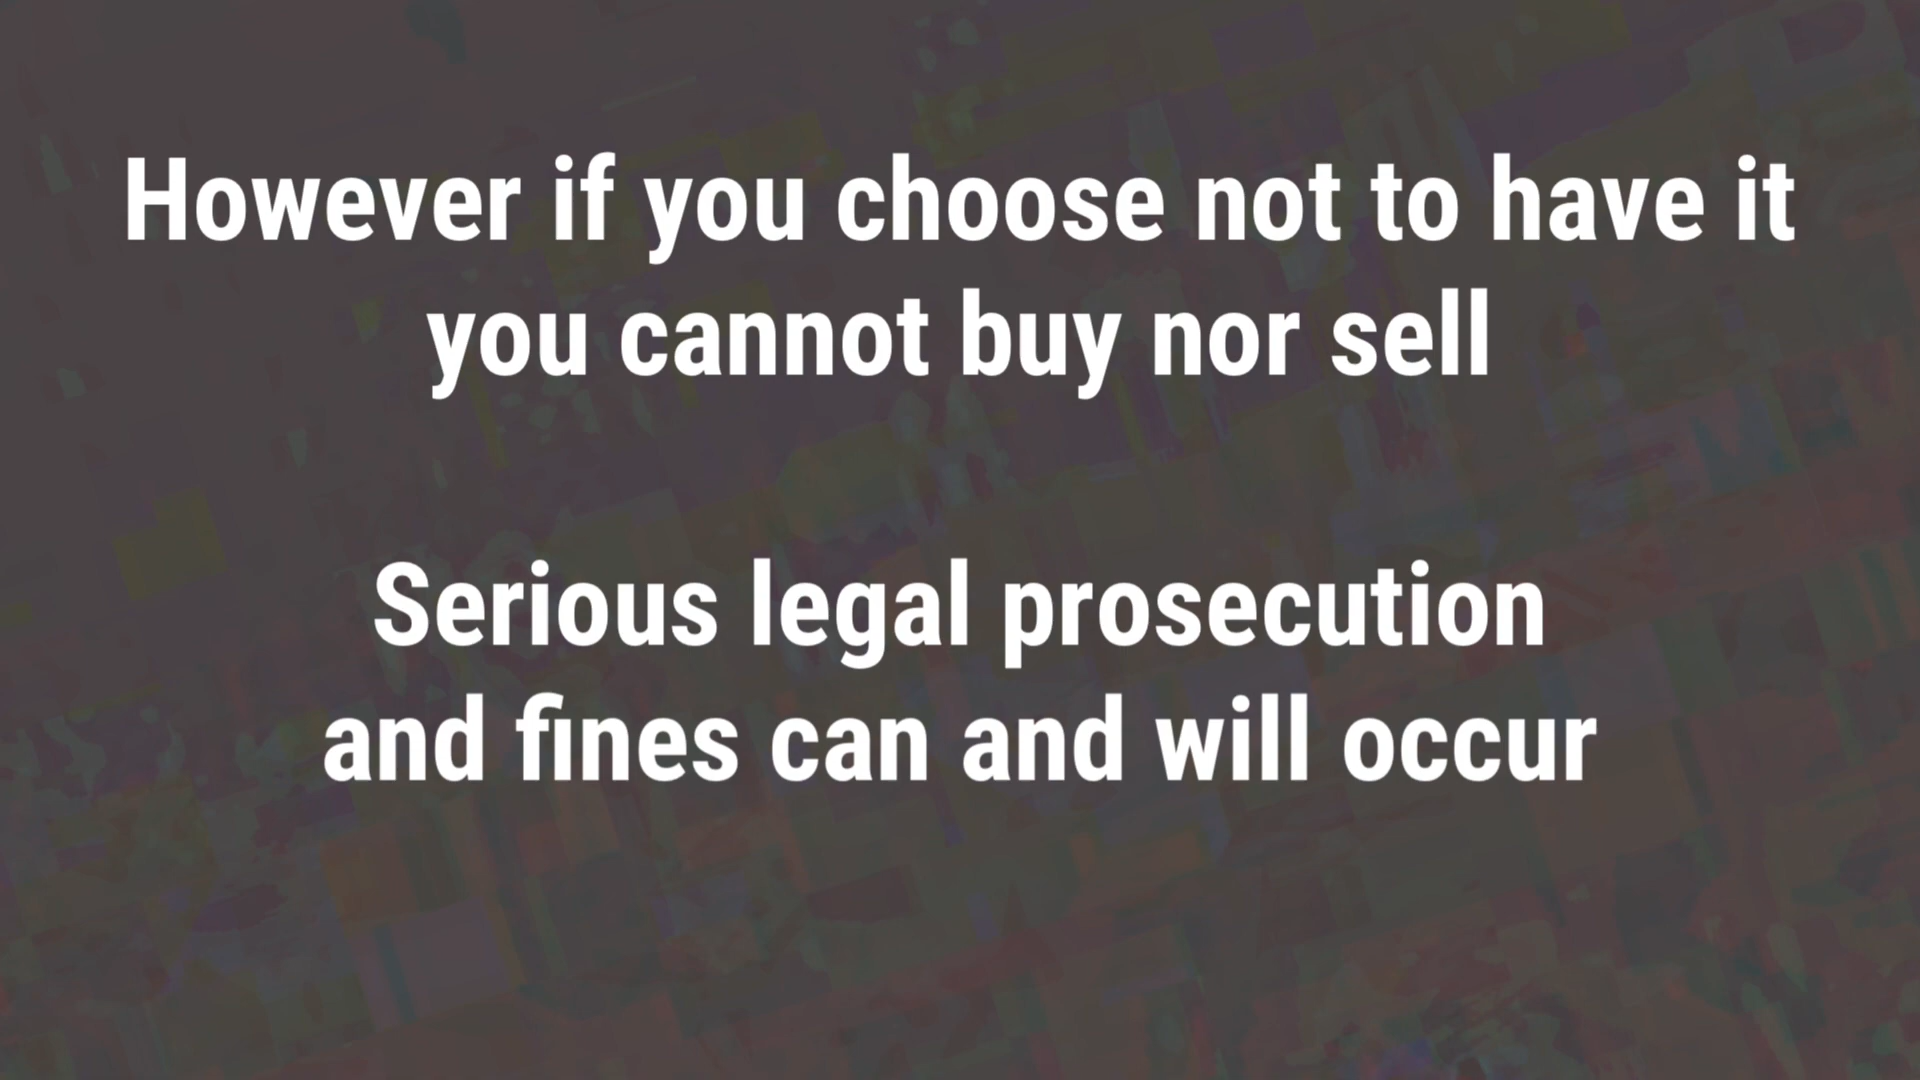 However if you choose not to have it
you cannot buy nor sell
Serious legal prosecution
and fines can and will occur